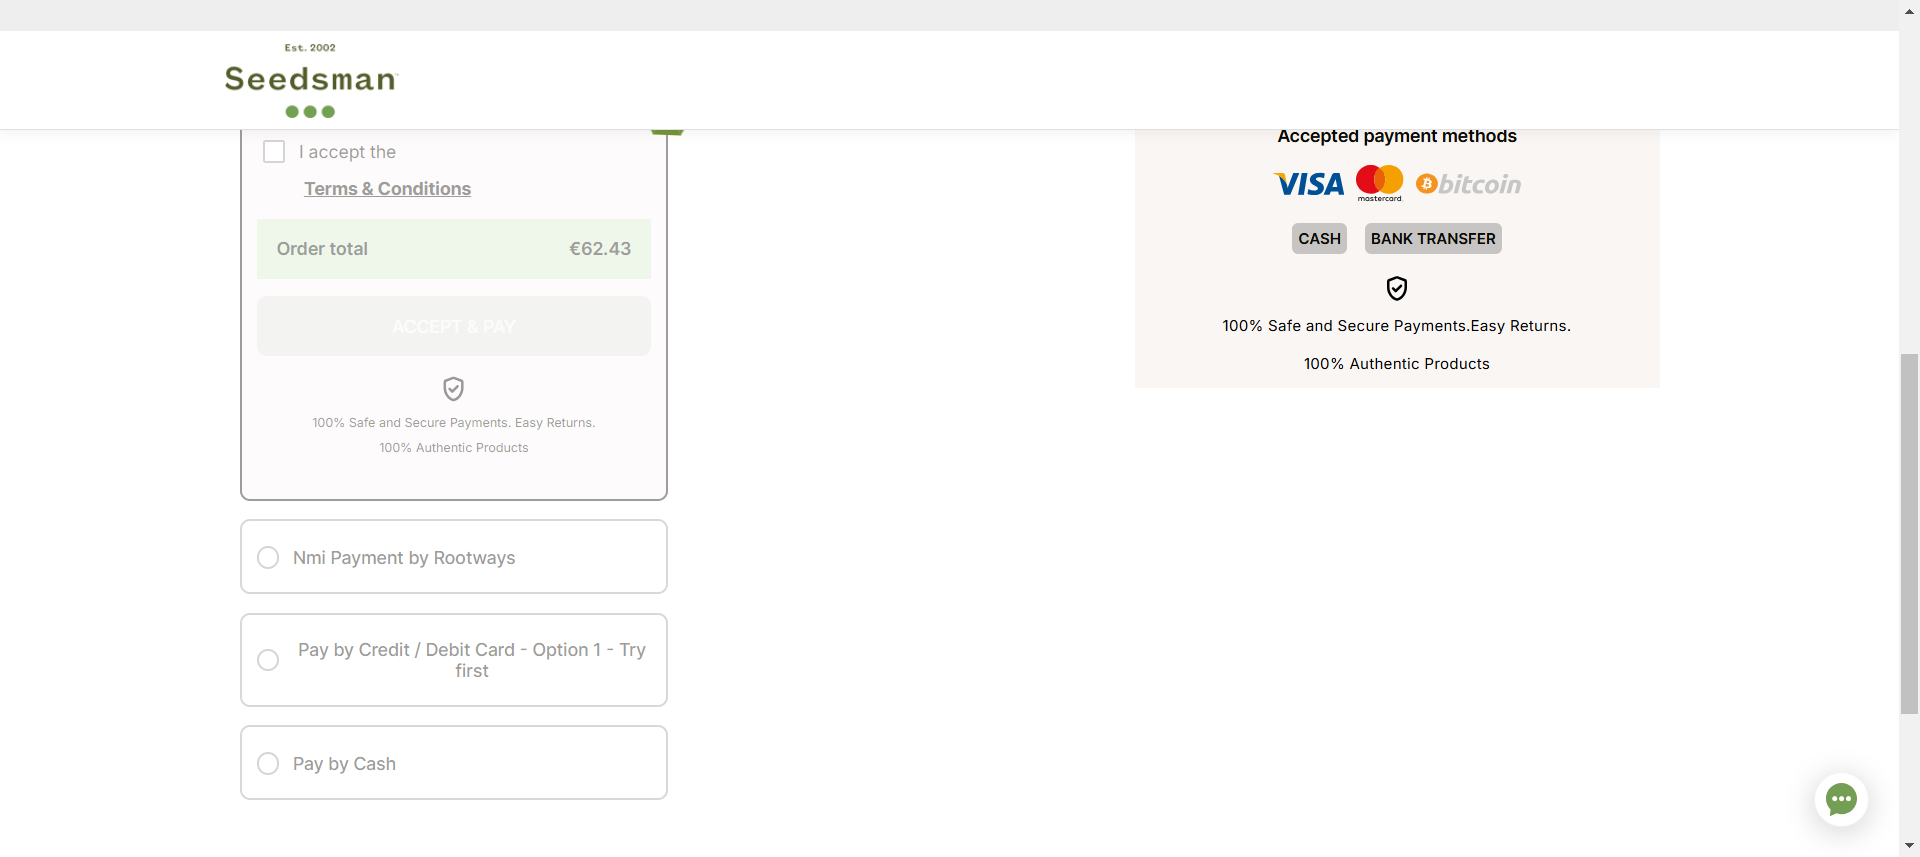 Est. 2002
Seedsman
I accept the
Terms & Conditions
Order total €62.43
ACCEPT & PAY
100% Safe and Secure Payments. Easy Returns.
100% Authentic Products
Nmi Payment by Rootways
Pay by Credit / Debit Card - Option 1 - Try
first
Pay by Cash
Accepted payment methods
VISA mastercard bitcoin
CASH BANK TRANSFER
100% Safe and Secure Payments.Easy Returns.
100% Authentic Products